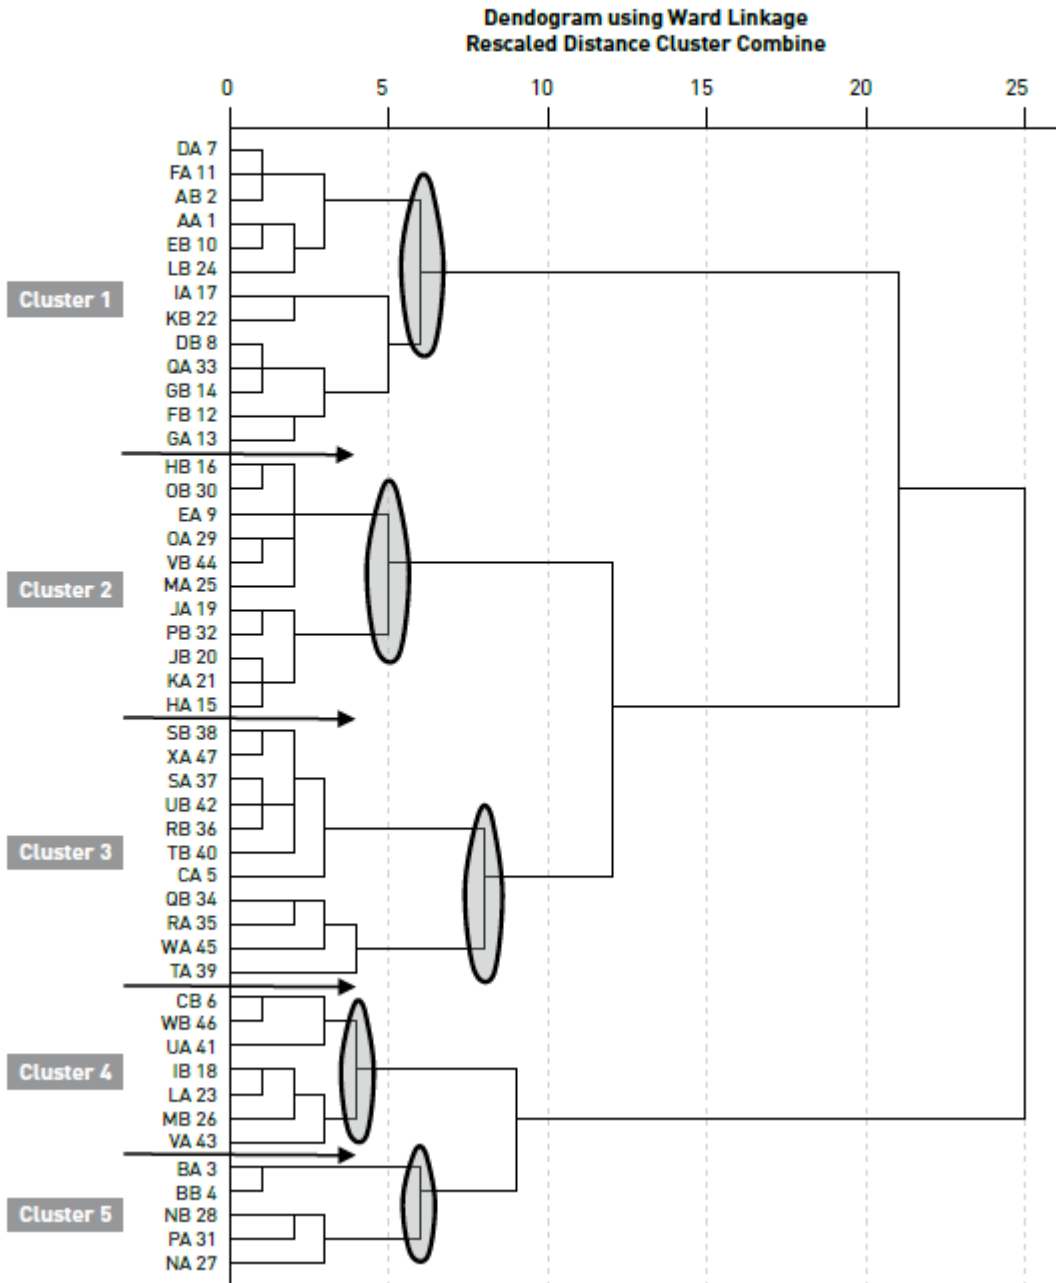 Dendogram using Ward Linkage
Rescaled Distance Cluster Combine
0 5 10 15 20 25
DA 7
FA 11
AB 2
AA 1
EB 10
LB 24
IA 17
Cluster 1
KB 22
DB 8
QA 33
GB 14
FB 12
GA 13
HB 16
OB 30
EA 9
OA 29
VB 44
MA 25
Cluster 2
JA 19
PB 32
JB 20
KA 21
HA 15
SB 38
XA 47
SA 37
UB 42
RB 36
TB 40
Cluster 3
CA 5
QB 34
RA 35
WA 45
TA 39
CB 6
WB 46
UA 41
IB 18
Cluster 4
LA 23
MB 26
VA 43
BA 3
BB 4
NB 28
Cluster 5
PA 31
NA 27